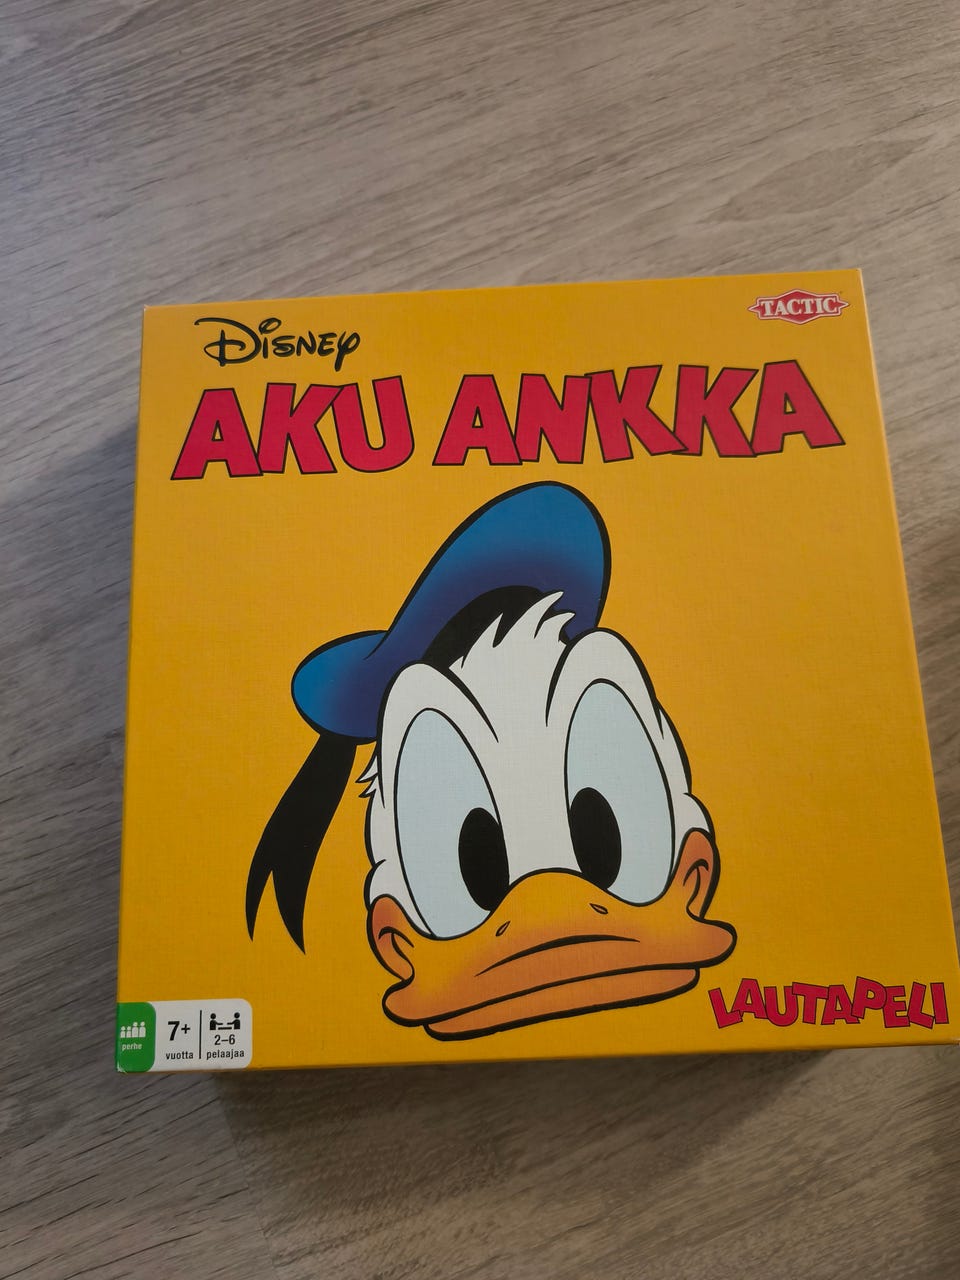 Disney
TACTIC
AKU ANKKA
LAUTAPELI
perhe
7+
vuotta
2–6
pelaajaa